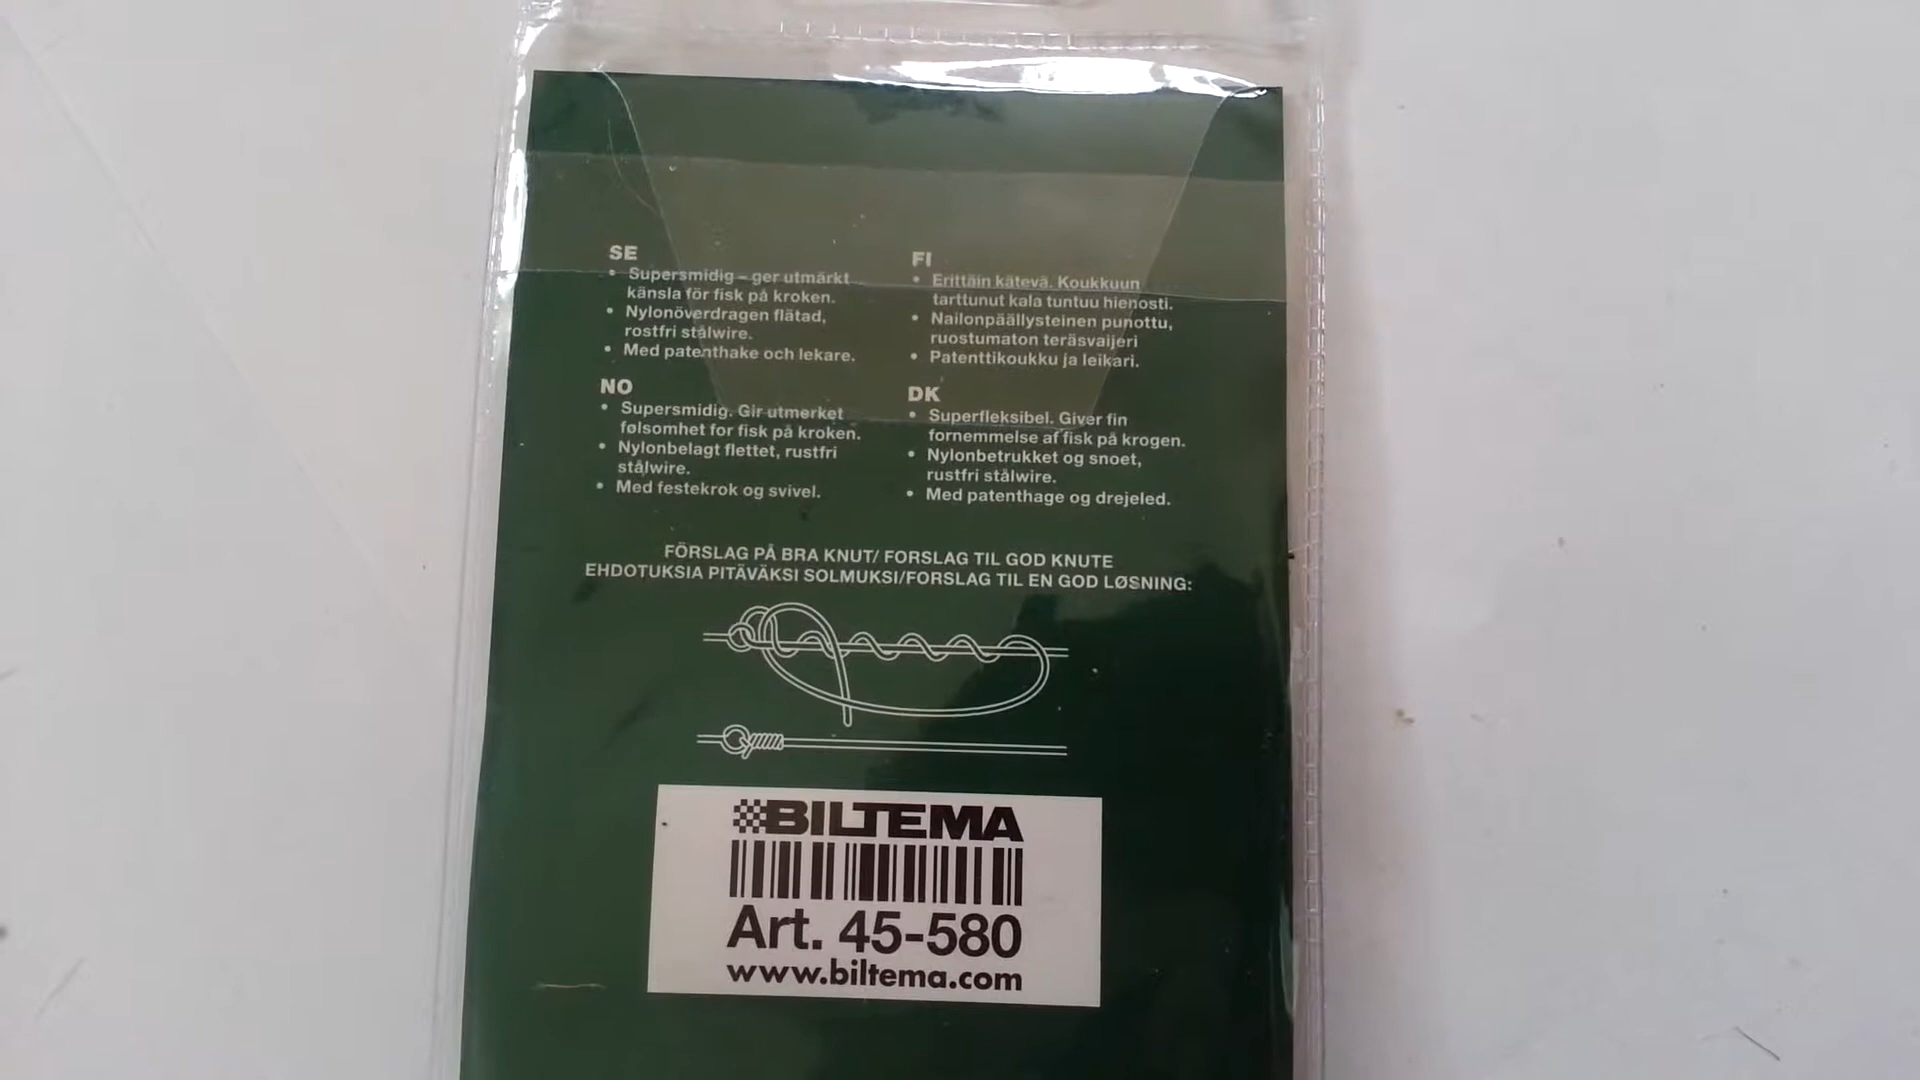 SE
• Supersmidig – ger utmärkt
känsla för fisk på kroken.
• Nylonöverdragen flätad,
rostfri stålwire.
• Med patenthake och lekare.
FI
• Erittäin kätevä. Koukkuun
tarttunut kala tuntuu hienosti.
• Nailonpäällysteinen punottu,
ruostumaton teräsvaijeri
• Patenttikoukku ja leikari.
NO
• Supersmidig. Gir utmerket
følsomhet for fisk på kroken.
• Nylonbelagt flettet, rustfri
stålwire.
• Med festekrok og svivel.
DK
• Superfleksibel. Giver fin
fornemmelse af fisk på krogen.
• Nylonbetrukket og snoet,
rustfri stålwire.
• Med patenthage og drejeled.
FÖRSLAG PÅ BRA KNUT/ FORSLAG TIL GOD KNUTE
EHDOTUKSIA PITÄVÄKSI SOLMUKSI/FORSLAG TIL EN GOD LØSNING:
BILTEMA
Art. 45-580
www.biltema.com